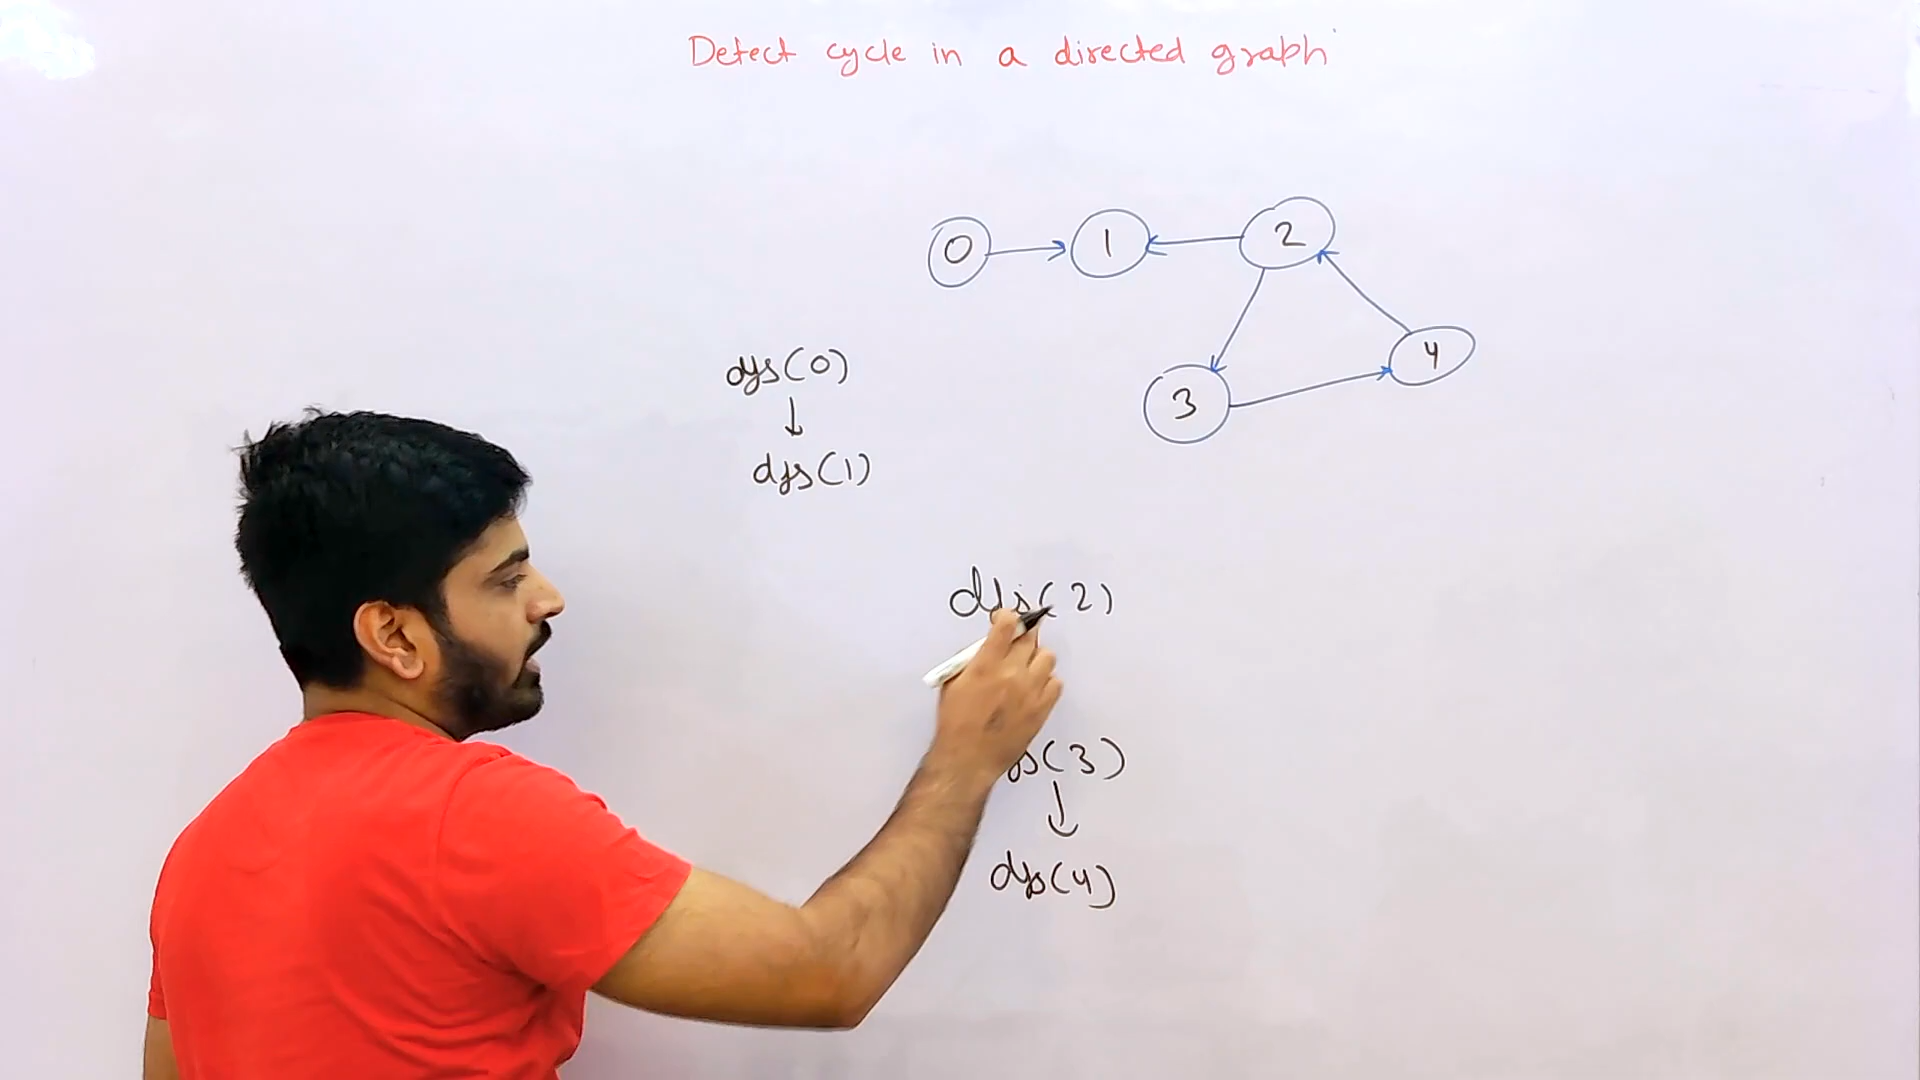 Detect cycle in a directed graph
0 1 2
3 4
dfs(0)
↓
dfs(1)
dfs(2)
fs(3)
↓
dfs(4)